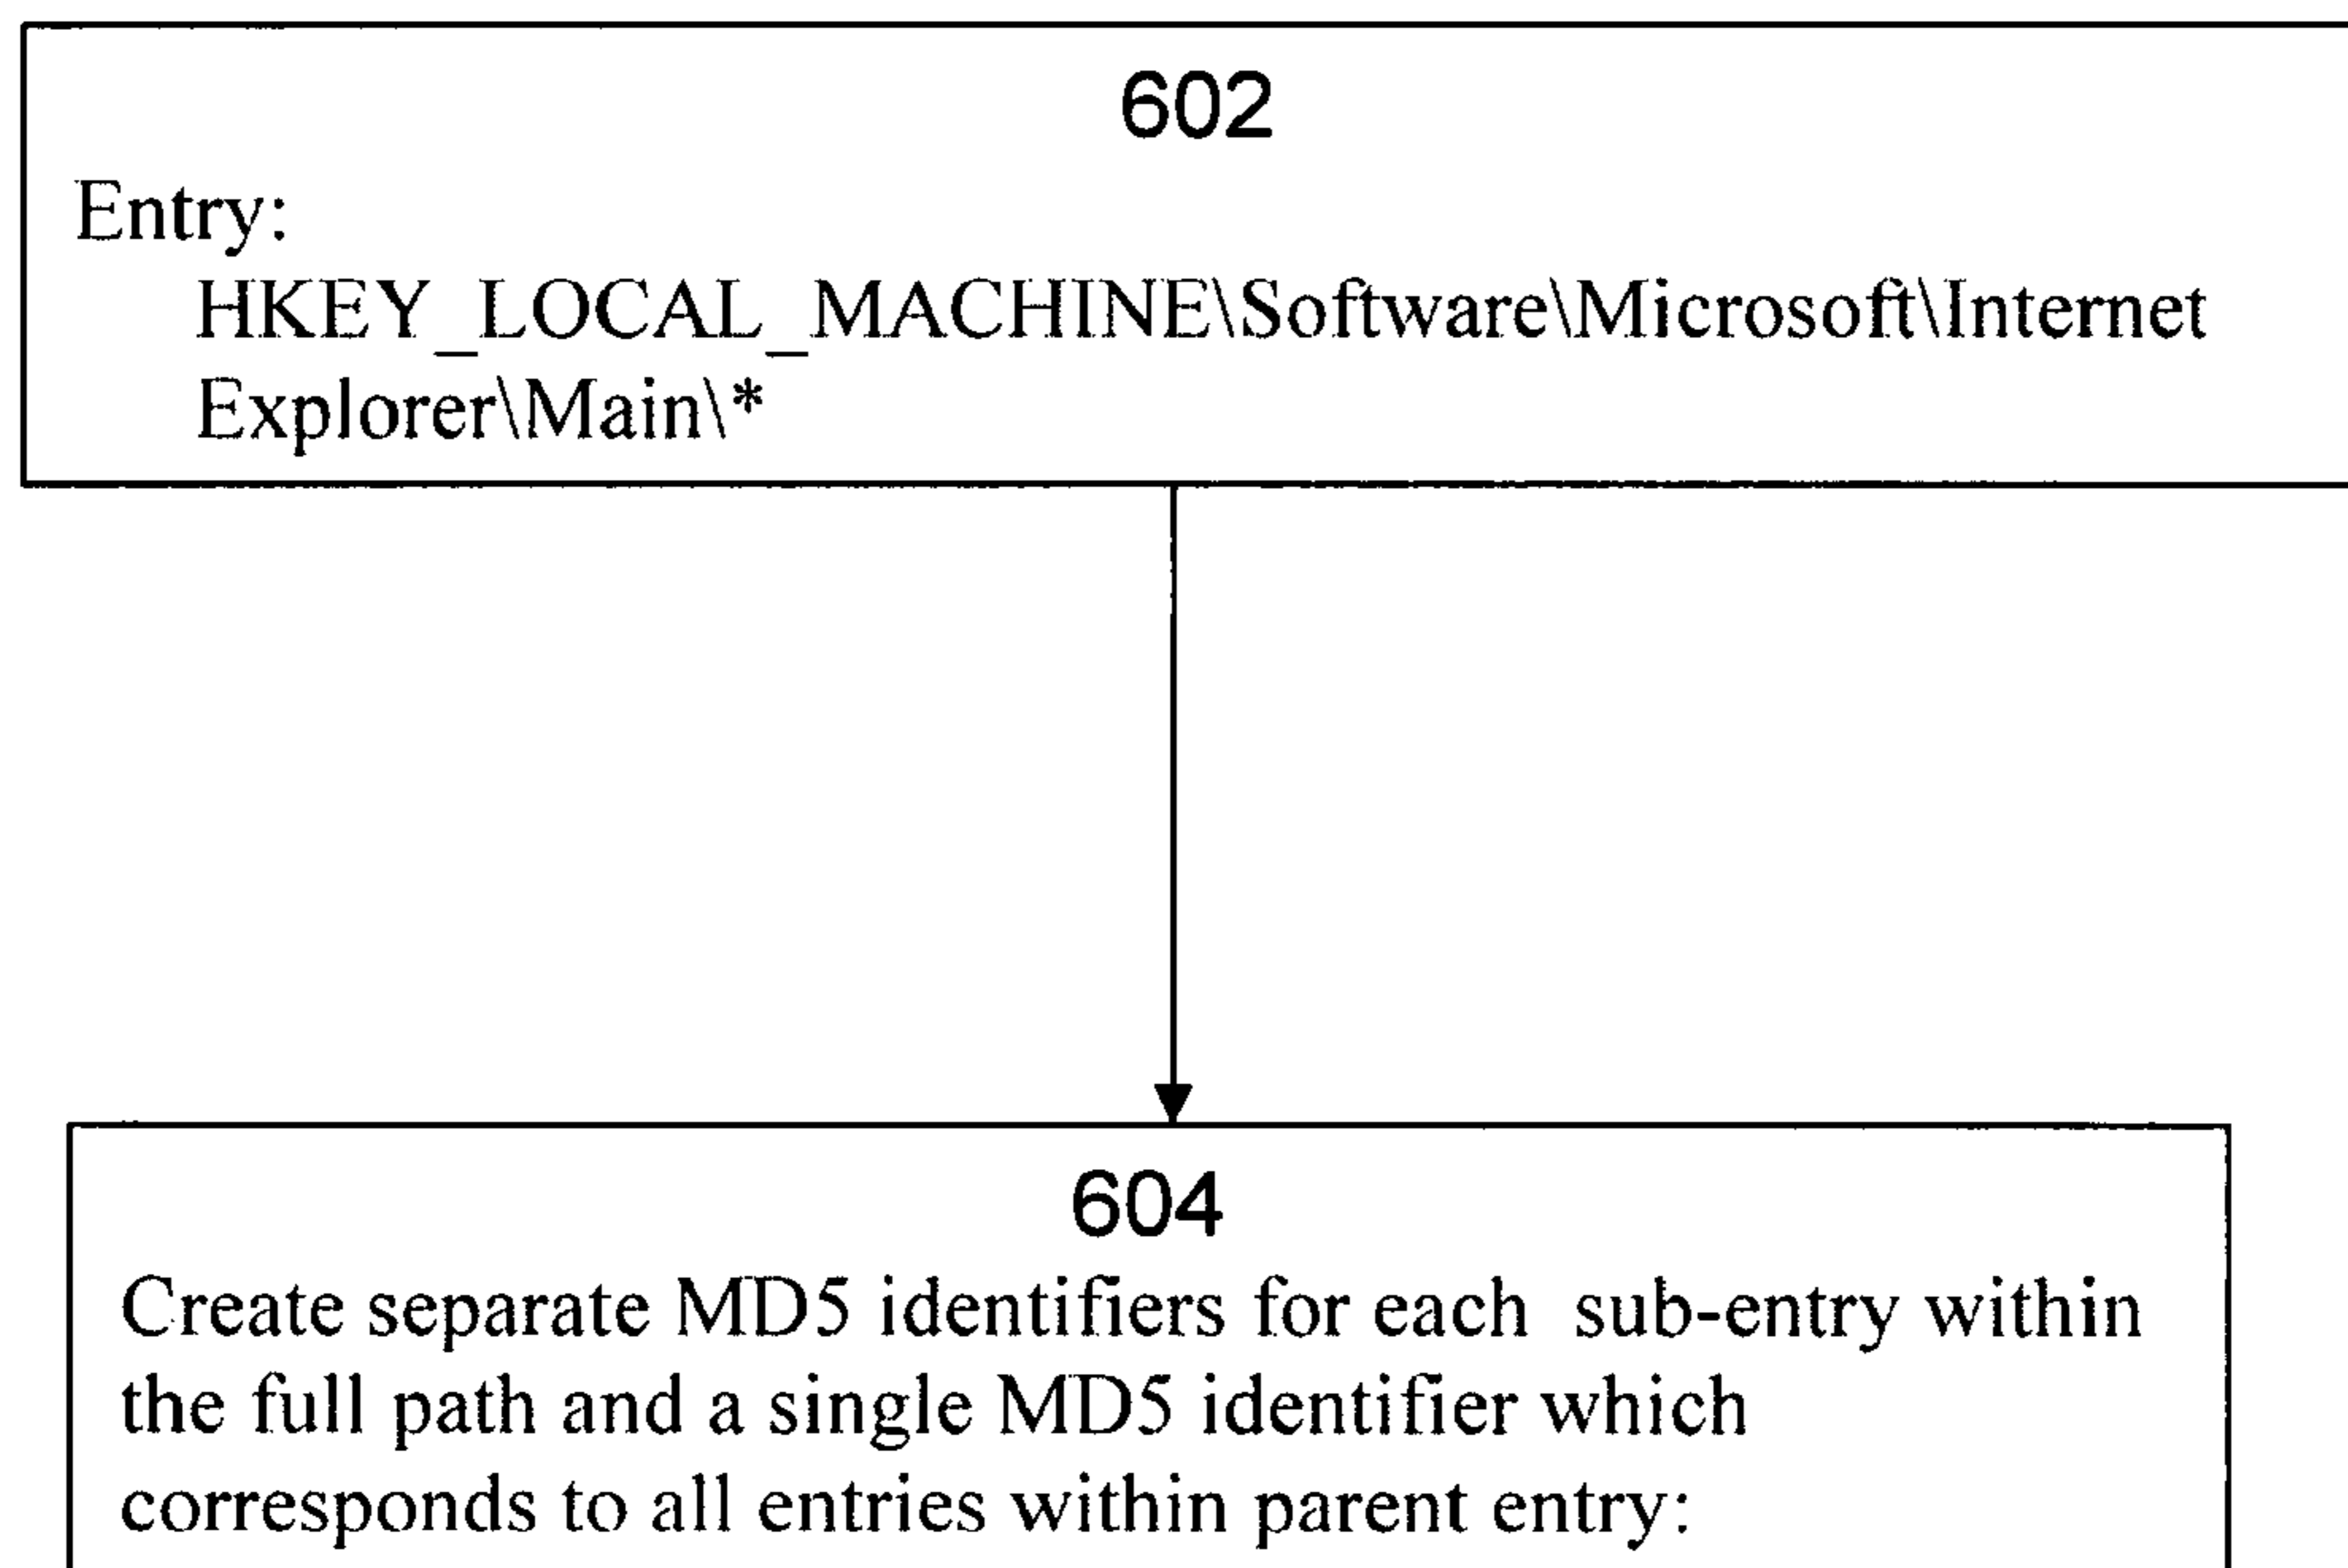 602
Entry:
HKEY_LOCAL_MACHINE\Software\Microsoft\Internet
Explorer\Main\*
604
Create separate MD5 identifiers for each sub-entry within
the full path and a single MD5 identifier which
corresponds to all entries within parent entry: